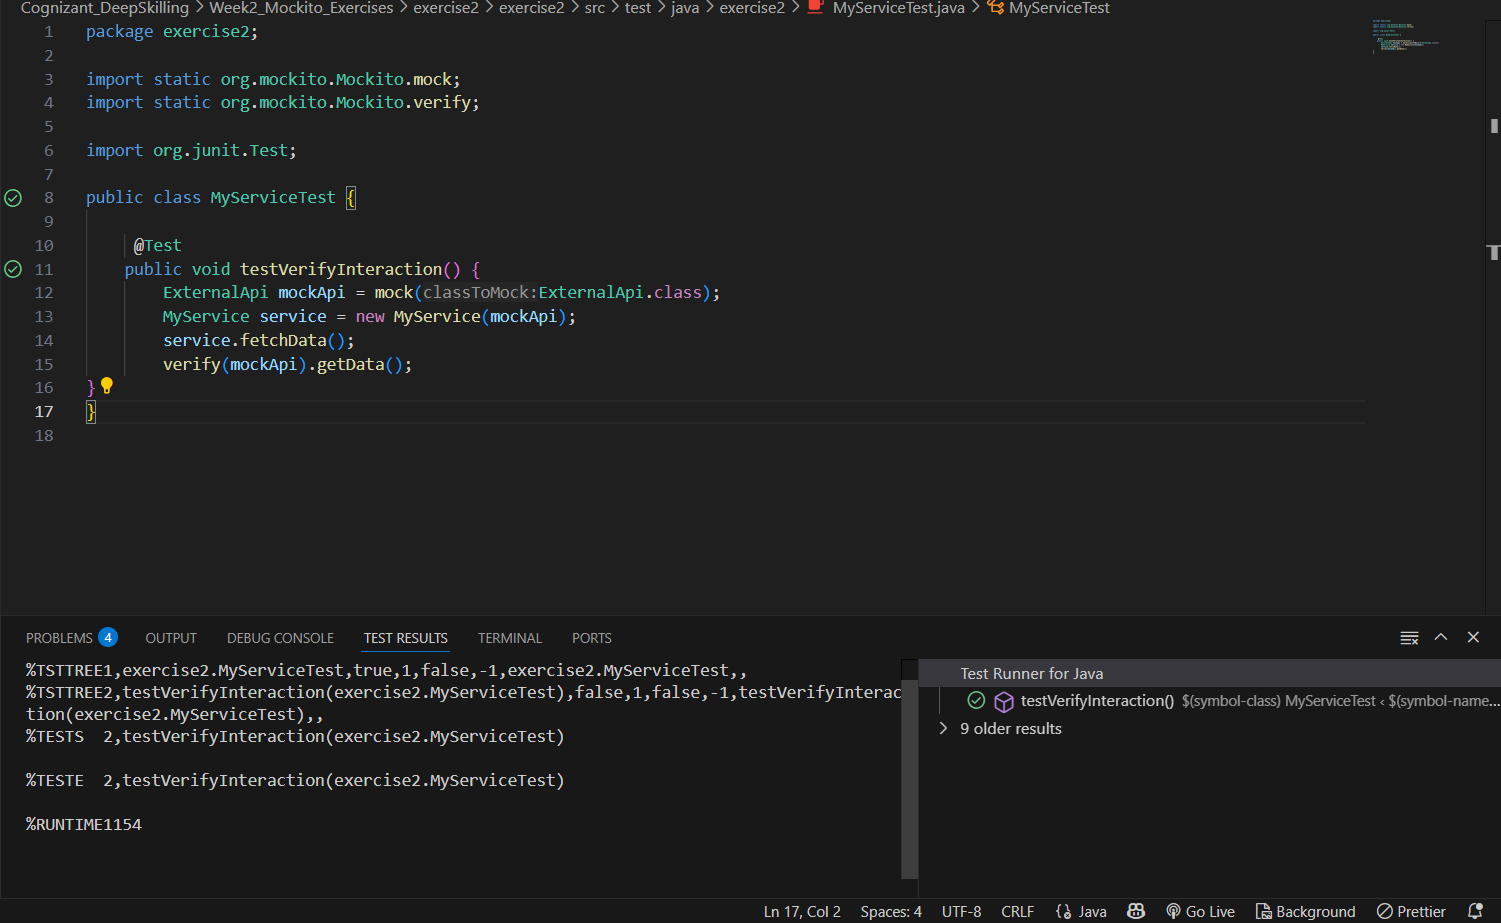 Cognizant_DeepSkilling > Week2_Mockito_Exercises > exercise2 > exercise2 > src > test > java > exercise2 > MyServiceTest.java > MyServiceTest
1 package exercise2;
2
3 import static org.mockito.Mockito.mock;
4 import static org.mockito.Mockito.verify;
5
6 import org.junit.Test;
7
8 public class MyServiceTest {
9
10 @Test
11 public void testVerifyInteraction() {
12 ExternalApi mockApi = mock(classToMock:ExternalApi.class);
13 MyService service = new MyService(mockApi);
14 service.fetchData();
15 verify(mockApi).getData();
16 }
17 }
18
PROBLEMS 4 OUTPUT DEBUG CONSOLE TEST RESULTS TERMINAL PORTS
%TSTTREE1,exercise2.MyServiceTest,true,1,false,-1,exercise2.MyServiceTest,,
%TSTTREE2,testVerifyInteraction(exercise2.MyServiceTest),false,1,false,-1,testVerifyInterac
tion(exercise2.MyServiceTest),,
%TESTS  2,testVerifyInteraction(exercise2.MyServiceTest)
%TESTE  2,testVerifyInteraction(exercise2.MyServiceTest)
%RUNTIME1154
Test Runner for Java
testVerifyInteraction() $(symbol-class) MyServiceTest < $(symbol-name...
> 9 older results
Ln 17, Col 2 Spaces: 4 UTF-8 CRLF {} Java Go Live Background Prettier